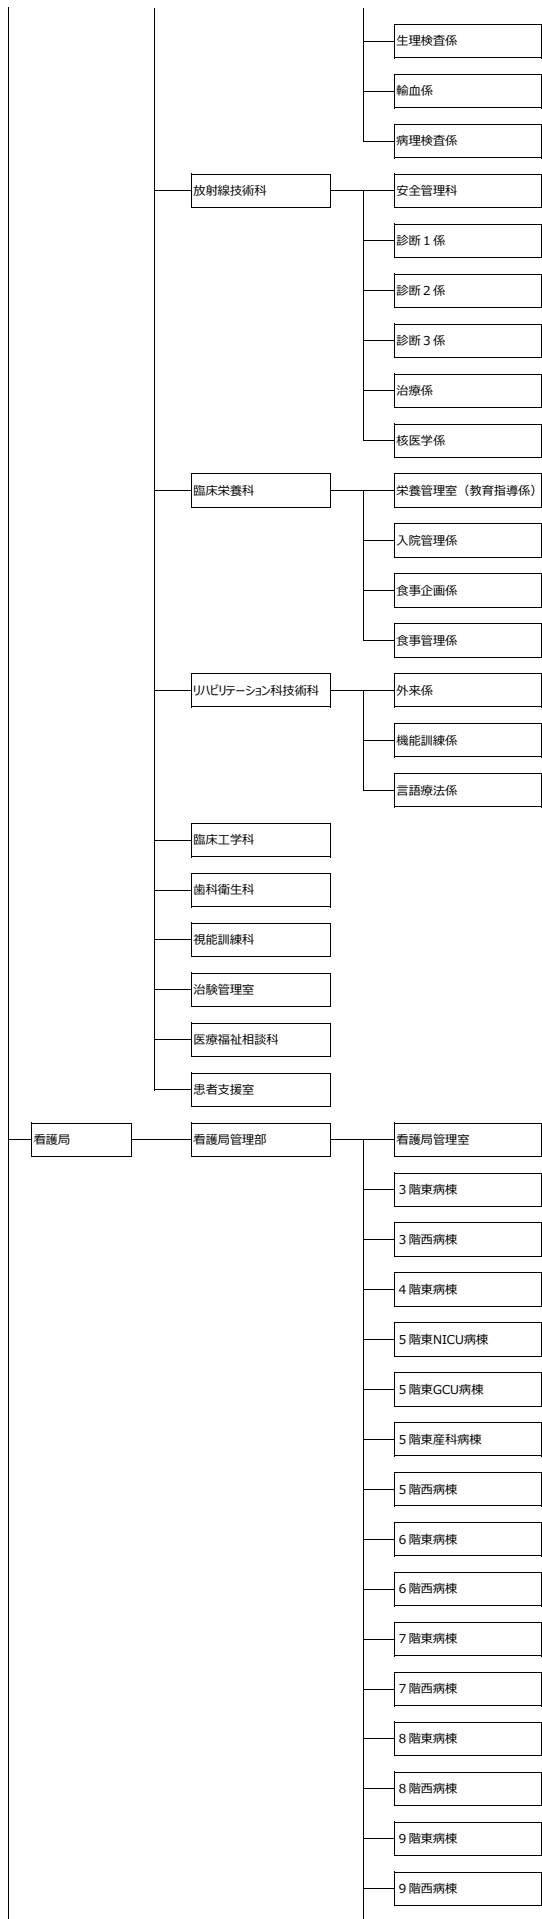 生理検査係
輸血係
病理検査係
放射線技術科
安全管理科
診断１係
診断２係
診断３係
治療係
核医学係
臨床栄養科
栄養管理室（教育指導係）
入院管理係
食事企画係
食事管理係
リハビリテーション科技術科
外来係
機能訓練係
言語療法係
臨床工学科
歯科衛生科
視能訓練科
治験管理室
医療福祉相談科
患者支援室
看護局
看護局管理部
看護局管理室
３階東病棟
３階西病棟
４階東病棟
５階東NICU病棟
５階東GCU病棟
５階東産科病棟
５階西病棟
６階東病棟
６階西病棟
７階東病棟
７階西病棟
８階東病棟
８階西病棟
９階東病棟
９階西病棟